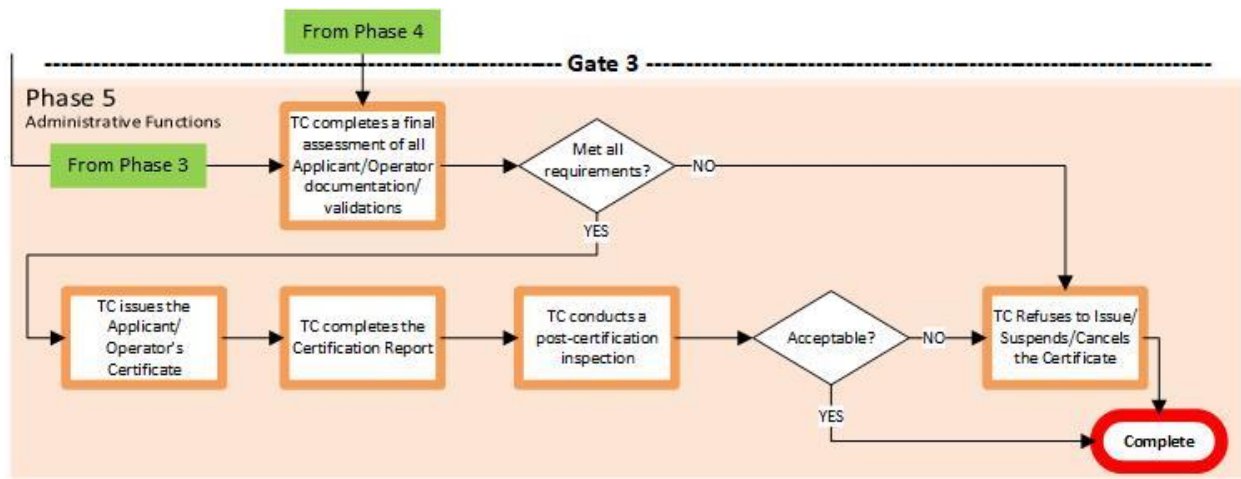 From Phase 4
Gate 3
Phase 5
Administrative Functions
From Phase 3
TC completes a final
assessment of all
Applicant/Operator
documentation/
validations
Met all
requirements?
NO
YES
TC issues the
Applicant/
Operator's
Certificate
TC completes the
Certification Report
TC conducts a
post-certification
inspection
Acceptable?
NO
TC Refuses to Issue/
Suspends/Cancels
the Certificate
YES
Complete